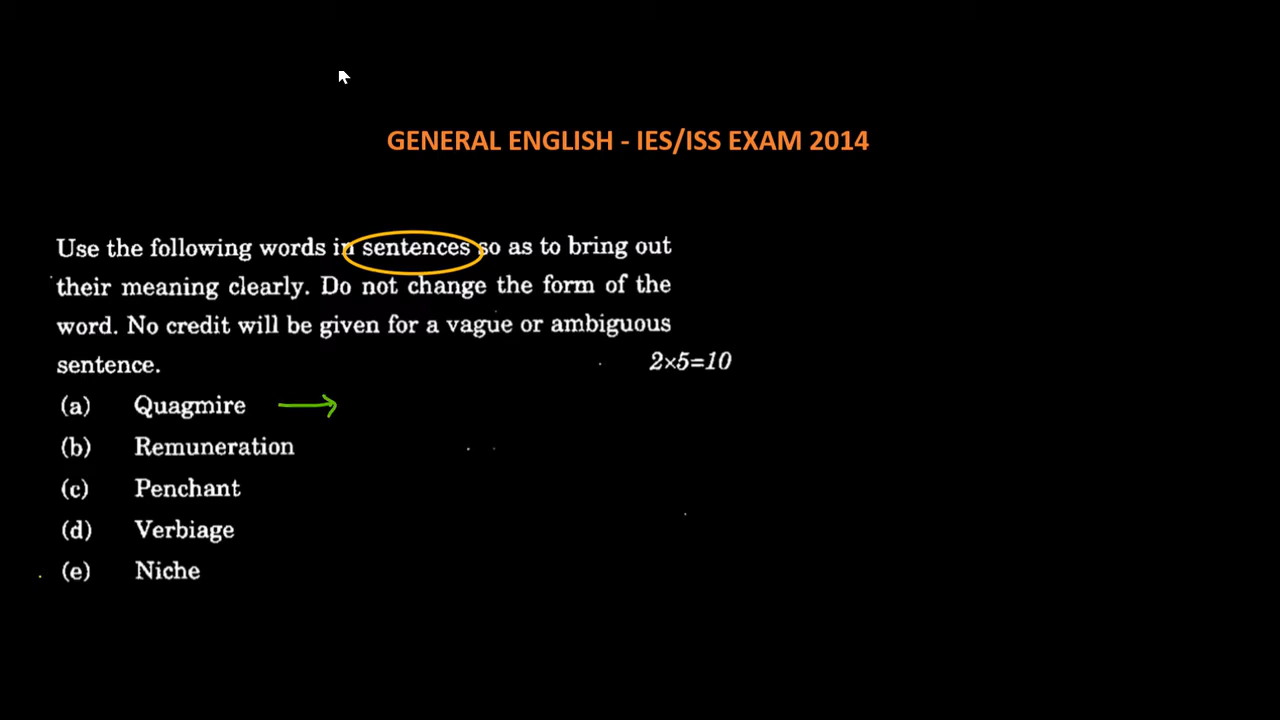 GENERAL ENGLISH - IES/ISS EXAM 2014
Use the following words in sentences so as to bring out
their meaning clearly. Do not change the form of the
word. No credit will be given for a vague or ambiguous
sentence. 2×5=10
(a) Quagmire
(b) Remuneration
(c) Penchant
(d) Verbiage
(e) Niche